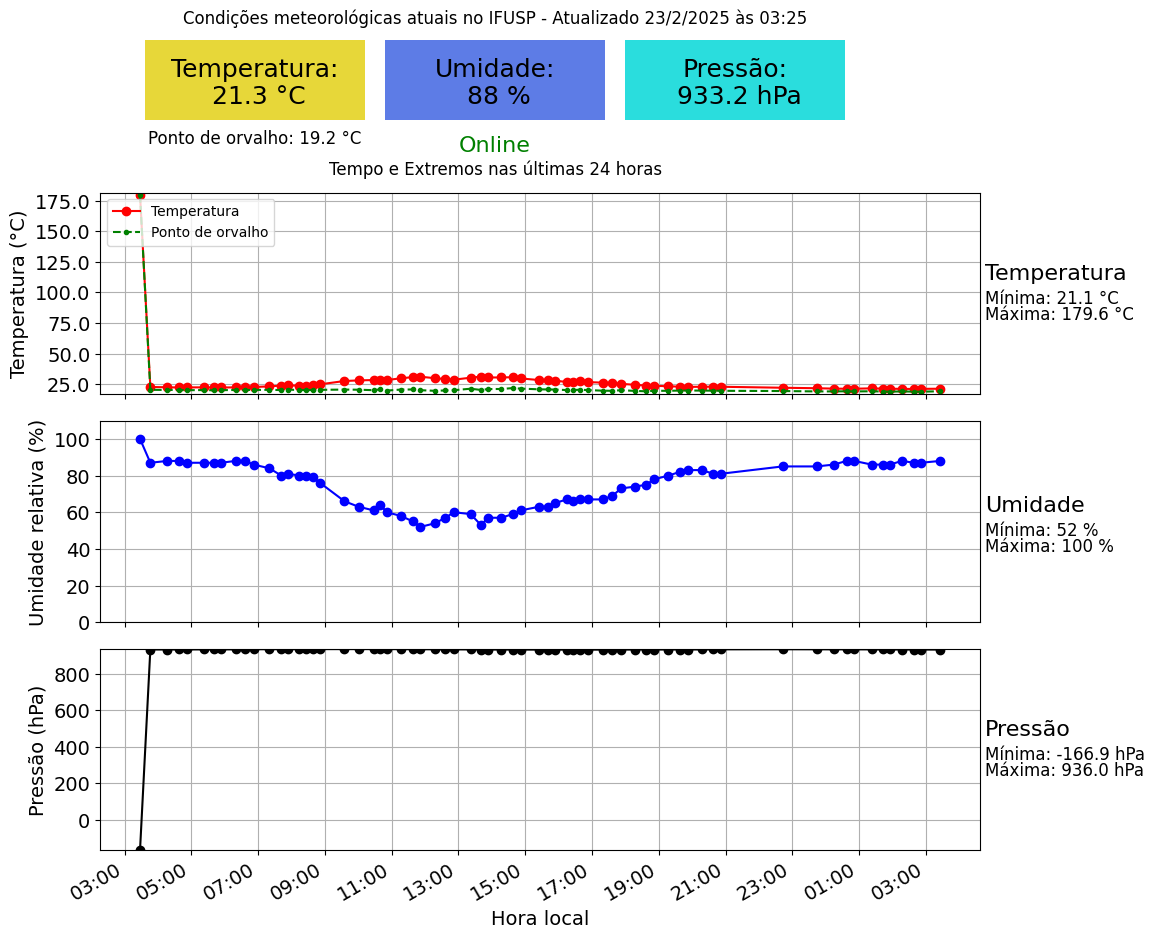 Condições meteorológicas atuais no IFUSP - Atualizado 23/2/2025 às 03:25
Temperatura:
21.3 °C
Umidade:
88 %
Pressão:
933.2 hPa
Ponto de orvalho: 19.2 °C
Online
Tempo e Extremos nas últimas 24 horas
Temperatura (°C)
175.0
150.0
125.0
100.0
75.0
50.0
25.0
Temperatura
Ponto de orvalho
Temperatura
Mínima: 21.1 °C
Máxima: 179.6 °C
Umidade relativa (%)
100
80
60
40
20
0
Umidade
Mínima: 52 %
Máxima: 100 %
Pressão (hPa)
800
600
400
200
0
Pressão
Mínima: -166.9 hPa
Máxima: 936.0 hPa
03:00
05:00
07:00
09:00
11:00
13:00
15:00
17:00
19:00
21:00
23:00
01:00
03:00
Hora local